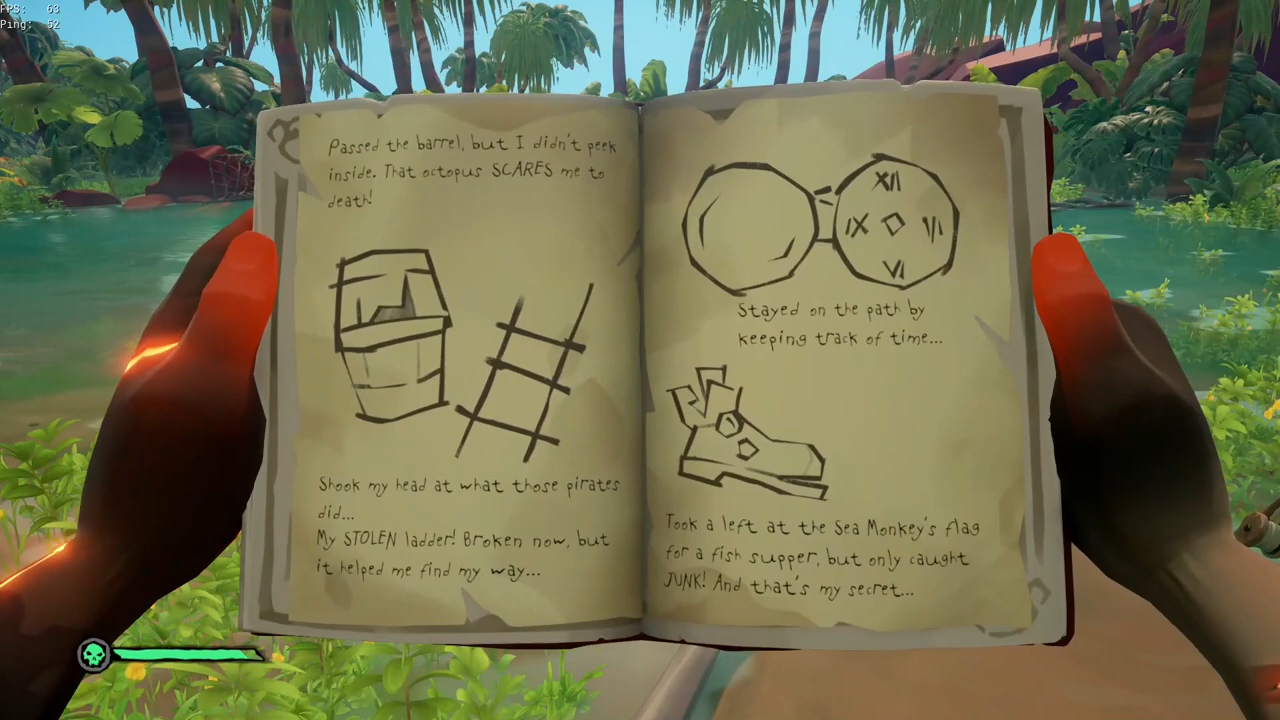 FPS: 63
Ping: 52
Passed the barrel, but I didn't peek
inside. That octopus SCARES me to
death!
Shook my head at what those pirates
did...
My STOLEN ladder! Broken now, but
it helped me find my way...
XII
IX III
VI
Stayed on the path by
keeping track of time...
Took a left at the Sea Monkey's flag
for a fish supper, but only caught
JUNK! And that's my secret...